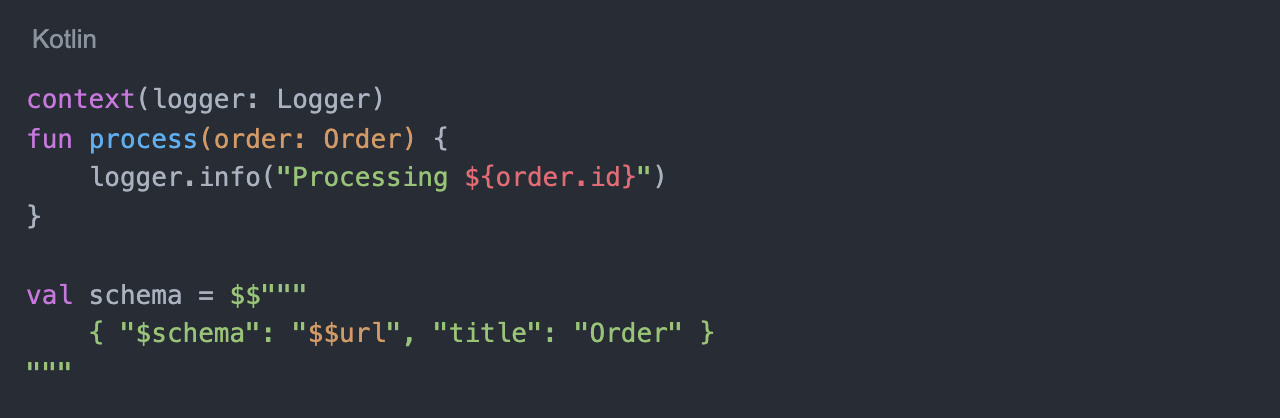 Kotlin
context(logger: Logger)
fun process(order: Order) {
    logger.info("Processing ${order.id}")
}
val schema = $$"""
    { "$schema": "$$url", "title": "Order" }
"""